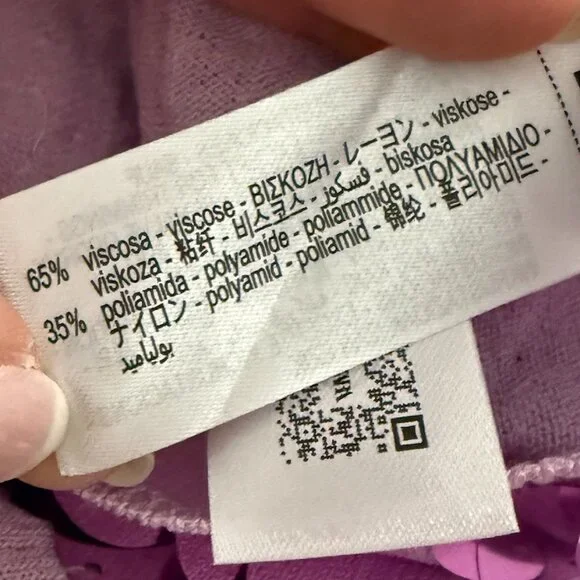 65% viscosa - viscose - ΒΙΣΚΟΖΗ - レーヨン - viskose -
viskoza - 粘纤 - 비스코스 - فسكوز - biskosa
35% poliamida - polyamide - poliammide - ΠΟΛΥΑΜΙΔΙΟ -
ナイロン - polyamid - poliamid - 锦纶 - 폴리아미드 -
بولياميد